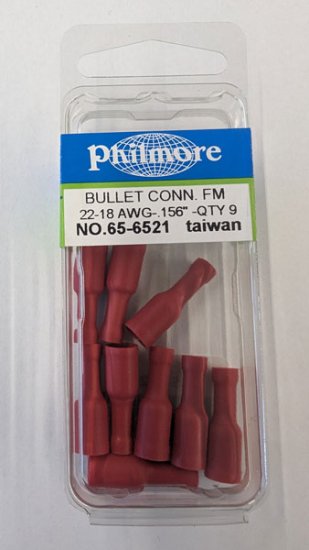 Philmore
BULLET CONN. FM
22-18 AWG-.156" -QTY 9
NO.65-6521 taiwan